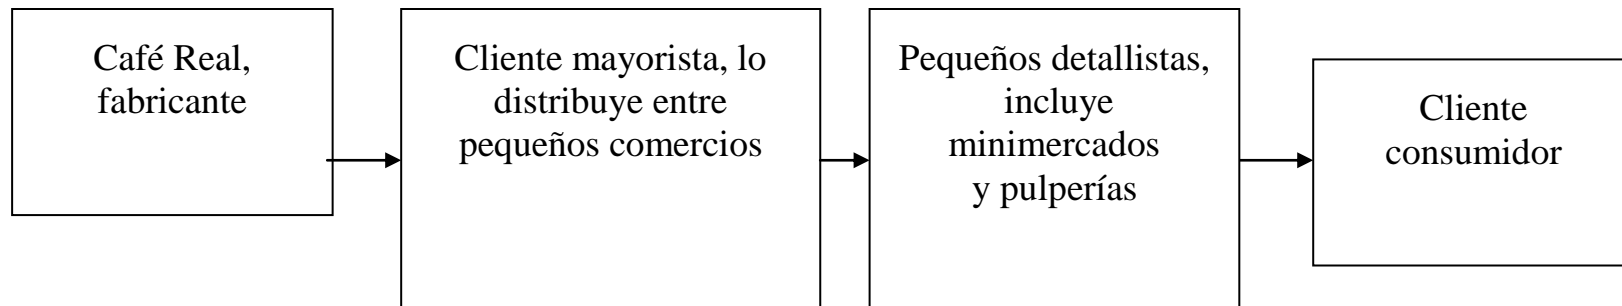 Café Real,
fabricante
Cliente mayorista, lo
distribuye entre
pequeños comercios
Pequeños detallistas,
incluye
minimercados
y pulperías
Cliente
consumidor